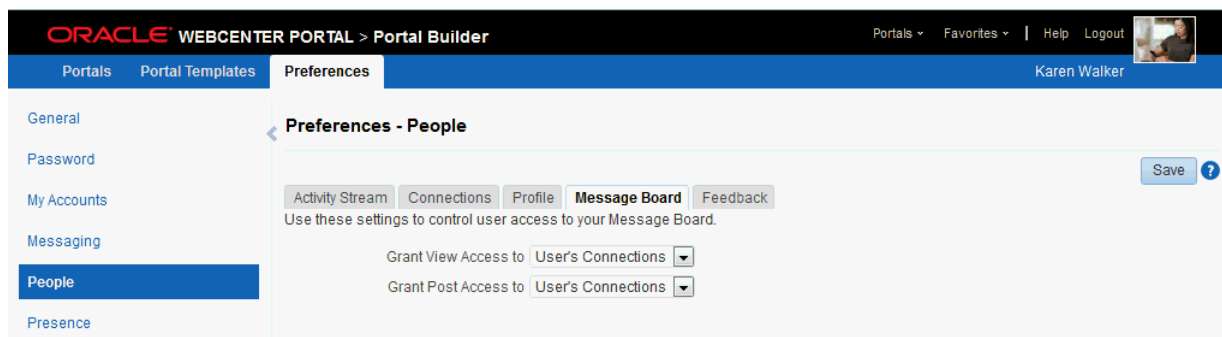 ORACLE WEBCENTER PORTAL > Portal Builder Portals Favorites | Help Logout
Portals Portal Templates Preferences Karen Walker
General
Preferences - People
Password
Save ?
My Accounts
Activity Stream Connections Profile Message Board Feedback
Use these settings to control user access to your Message Board.
Messaging
Grant View Access to User's Connections
People
Grant Post Access to User's Connections
Presence